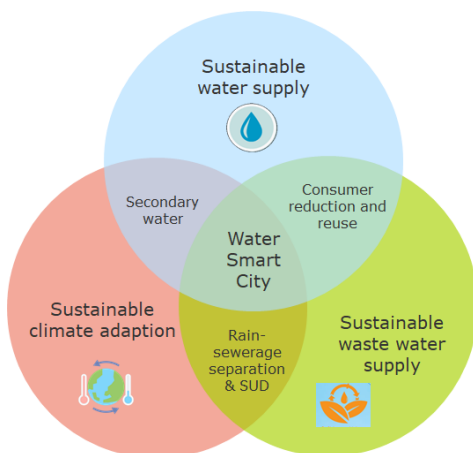 Sustainable
water supply
Secondary
water
Consumer
reduction and
reuse
Water
Smart
City
Sustainable
climate adaption
Rain-
sewerage
separation
& SUD
Sustainable
waste water
supply